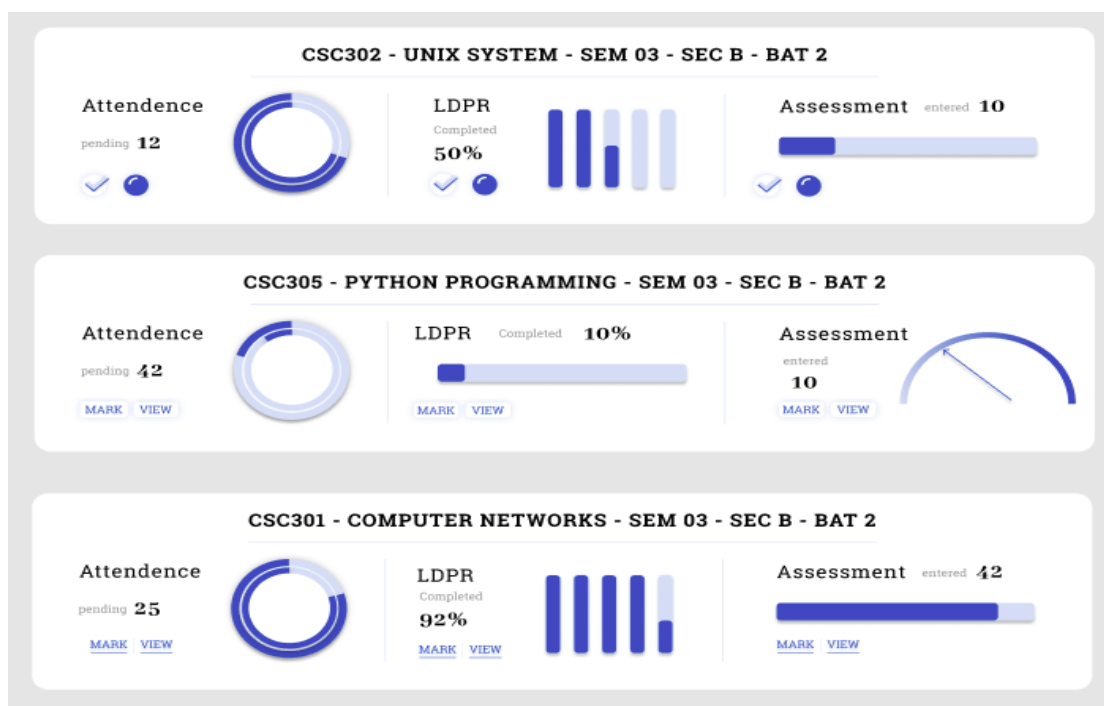 CSC302 - UNIX SYSTEM - SEM 03 - SEC B - BAT 2
Attendence
pending 12
LDPR
Completed
50%
Assessment entered 10
CSC305 - PYTHON PROGRAMMING - SEM 03 - SEC B - BAT 2
Attendence
pending 42
MARK VIEW
LDPR Completed 10%
MARK VIEW
Assessment
entered
10
MARK VIEW
CSC301 - COMPUTER NETWORKS - SEM 03 - SEC B - BAT 2
Attendence
pending 25
MARK VIEW
LDPR
Completed
92%
MARK VIEW
Assessment entered 42
MARK VIEW